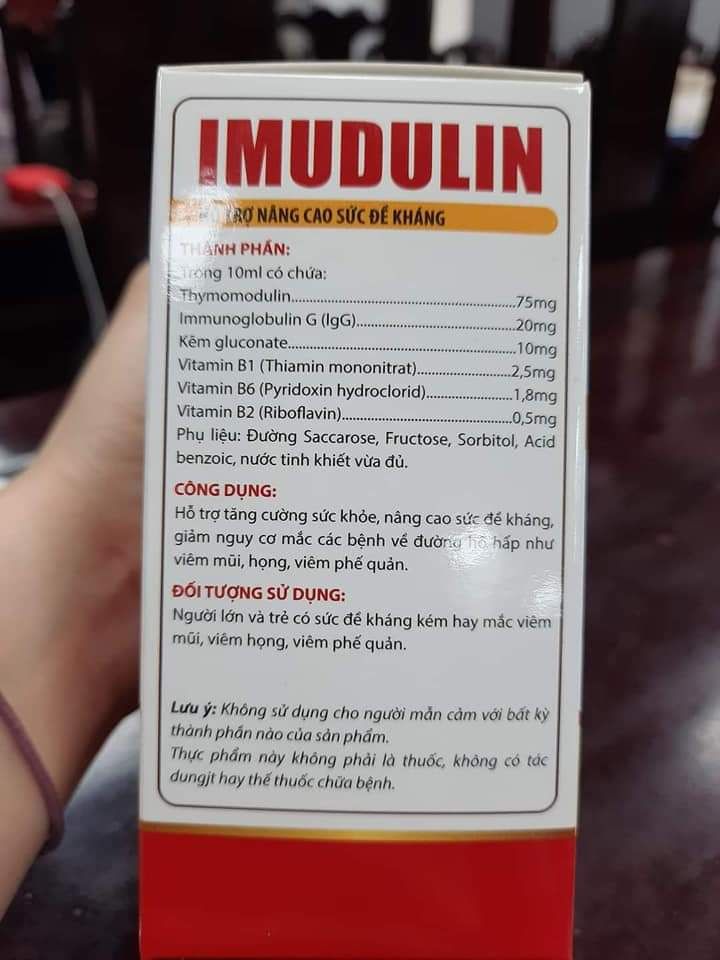 IMUDULIN
HỖ TRỢ NÂNG CAO SỨC ĐỀ KHÁNG
THÀNH PHẦN:
Trong 10ml có chứa:
Thymomodulin..........................................................75mg
Immunoglobulin G (IgG)........................................20mg
Kẽm gluconate..........................................................10mg
Vitamin B1 (Thiamin mononitrat)........................2,5mg
Vitamin B6 (Pyridoxin hydroclorid)......................1,8mg
Vitamin B2 (Riboflavin)...........................................0,5mg
Phụ liệu: Đường Saccarose, Fructose, Sorbitol, Acid
benzoic, nước tinh khiết vừa đủ.
CÔNG DỤNG:
Hỗ trợ tăng cường sức khỏe, nâng cao sức đề kháng,
giảm nguy cơ mắc các bệnh về đường hô hấp như
viêm mũi, họng, viêm phế quản.
ĐỐI TƯỢNG SỬ DỤNG:
Người lớn và trẻ có sức đề kháng kém hay mắc viêm
mũi, viêm họng, viêm phế quản.
Lưu ý: Không sử dụng cho người mẫn cảm với bất kỳ
thành phần nào của sản phẩm.
Thực phẩm này không phải là thuốc, không có tác
dungjt hay thế thuốc chữa bệnh.